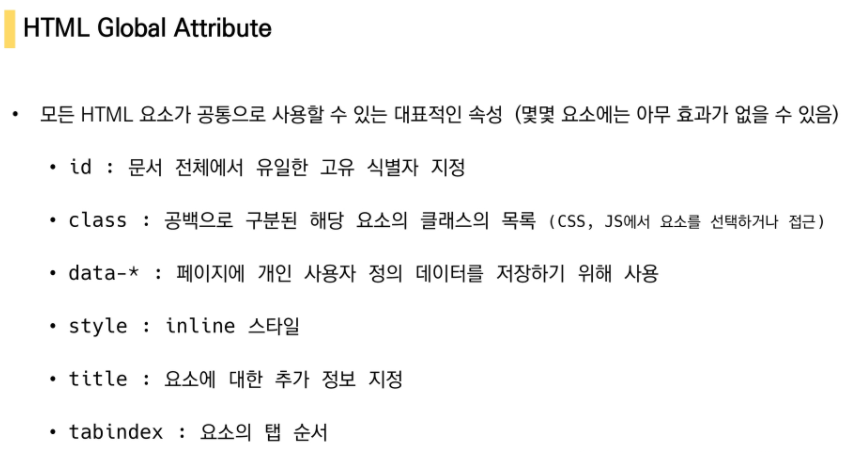 HTML Global Attribute
• 모든 HTML 요소가 공통으로 사용할 수 있는 대표적인 속성 (몇몇 요소에는 아무 효과가 없을 수 있음)
• id : 문서 전체에서 유일한 고유 식별자 지정
• class : 공백으로 구분된 해당 요소의 클래스의 목록 (CSS, JS에서 요소를 선택하거나 접근)
• data-* : 페이지에 개인 사용자 정의 데이터를 저장하기 위해 사용
• style : inline 스타일
• title : 요소에 대한 추가 정보 지정
• tabindex : 요소의 탭 순서